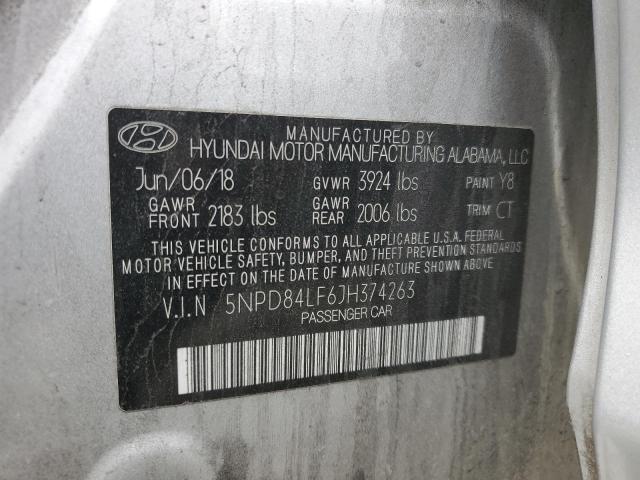 MANUFACTURED BY
HYUNDAI MOTOR MANUFACTURING ALABAMA, LLC
Jun/06/18 GVWR 3924 lbs PAINT Y8
GAWR FRONT 2183 lbs GAWR REAR 2006 lbs TRIM CT
THIS VEHICLE CONFORMS TO ALL APPLICABLE U.S.A. FEDERAL
MOTOR VEHICLE SAFETY, BUMPER, AND THEFT PREVENTION STANDARDS
IN EFFECT ON THE DATE OF MANUFACTURE SHOWN ABOVE.
V.I.N 5NPD84LF6JH374263
PASSENGER CAR